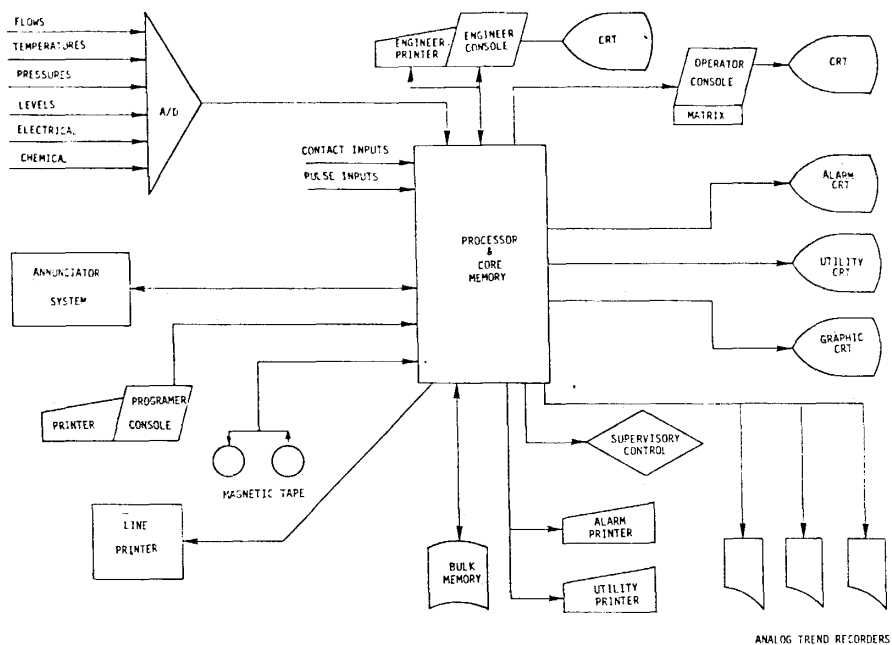 FLOWS
TEMPERATURES
PRESSURES
LEVELS
ELECTRICAL
CHEMICAL
A/D
ENGINEER
PRINTER
ENGINEER
CONSOLE
CRT
OPERATOR
CONSOLE
MATRIX
CRT
CONTACT INPUTS
PULSE INPUTS
PROCESSOR
&
CORE
MEMORY
ALARM
CRT
UTILITY
CRT
GRAPHIC
CRT
ANNUNCIATOR
SYSTEM
PRINTER
PROGRAMER
CONSOLE
MAGNETIC TAPE
SUPERVISORY
CONTROL
LINE
PRINTER
BULK
MEMORY
ALARM
PRINTER
UTILITY
PRINTER
ANALOG TREND RECORDERS